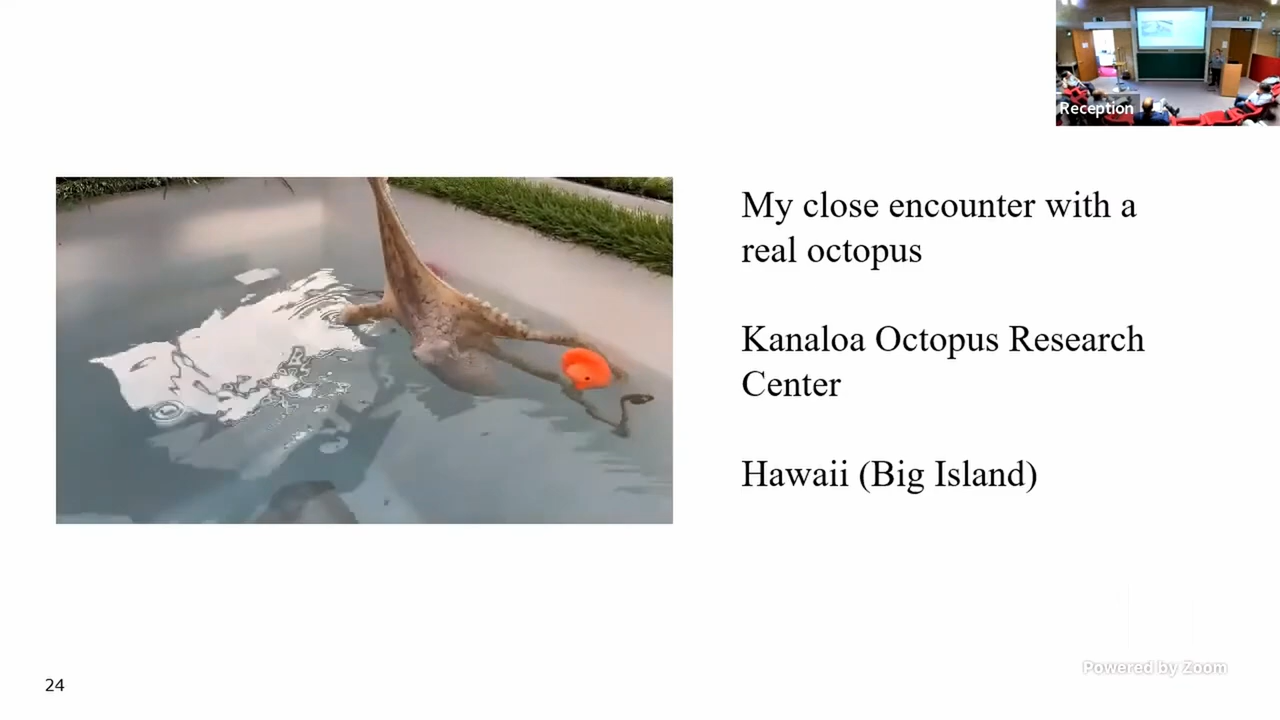 Reception
My close encounter with a
real octopus
Kanaloa Octopus Research
Center
Hawaii (Big Island)
Powered by Zoom
24